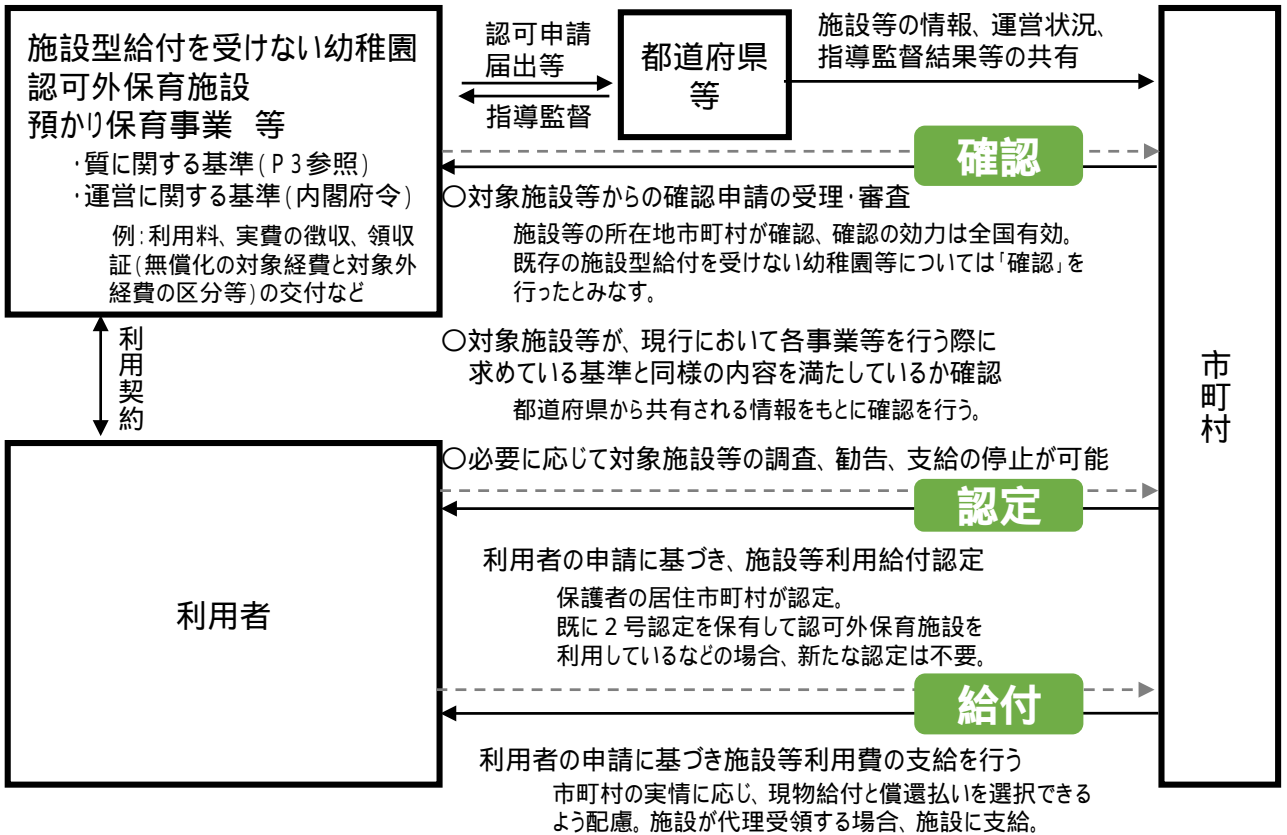 施設型給付を受けない幼稚園
認可外保育施設
預かり保育事業 等
・質に関する基準(P3参照)
・運営に関する基準(内閣府令)
例:利用料、実費の徴収、領収
証(無償化の対象経費と対象外
経費の区分等)の交付など
認可申請
届出等
指導監督
都道府県
等
施設等の情報、運営状況、
指導監督結果等の共有
確認
○対象施設等からの確認申請の受理・審査
施設等の所在地市町村が確認、確認の効力は全国有効。
既存の施設型給付を受けない幼稚園等については「確認」を
行ったとみなす。
○対象施設等が、現行において各事業等を行う際に
求めている基準と同様の内容を満たしているか確認
都道府県から共有される情報をもとに確認を行う。
○必要に応じて対象施設等の調査、勧告、支給の停止が可能
利用契約
利用者
認定
利用者の申請に基づき、施設等利用給付認定
保護者の居住市町村が認定。
既に2号認定を保有して認可外保育施設を
利用しているなどの場合、新たな認定は不要。
給付
利用者の申請に基づき施設等利用費の支給を行う
市町村の実情に応じ、現物給付と償還払いを選択できる
よう配慮。施設が代理受領する場合、施設に支給。
市町村